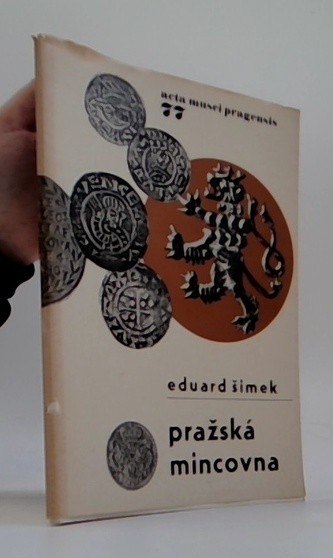 acta musei pragensis
77
eduard šimek
pražská
mincovna